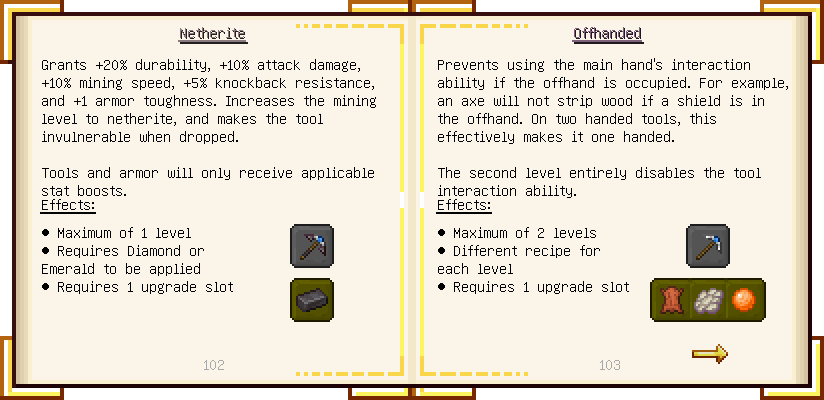 Netherite
Grants +20% durability, +10% attack damage,
+10% mining speed, +5% knockback resistance,
and +1 armor toughness. Increases the mining
level to netherite, and makes the tool
invulnerable when dropped.
Tools and armor will only receive applicable
stat boosts.
Effects:
● Maximum of 1 level
● Requires Diamond or
Emerald to be applied
● Requires 1 upgrade slot
102
Offhanded
Prevents using the main hand's interaction
ability if the offhand is occupied. For example,
an axe will not strip wood if a shield is in
the offhand. On two handed tools, this
effectively makes it one handed.
The second level entirely disables the tool
interaction ability.
Effects:
● Maximum of 2 levels
● Different recipe for
each level
● Requires 1 upgrade slot
103